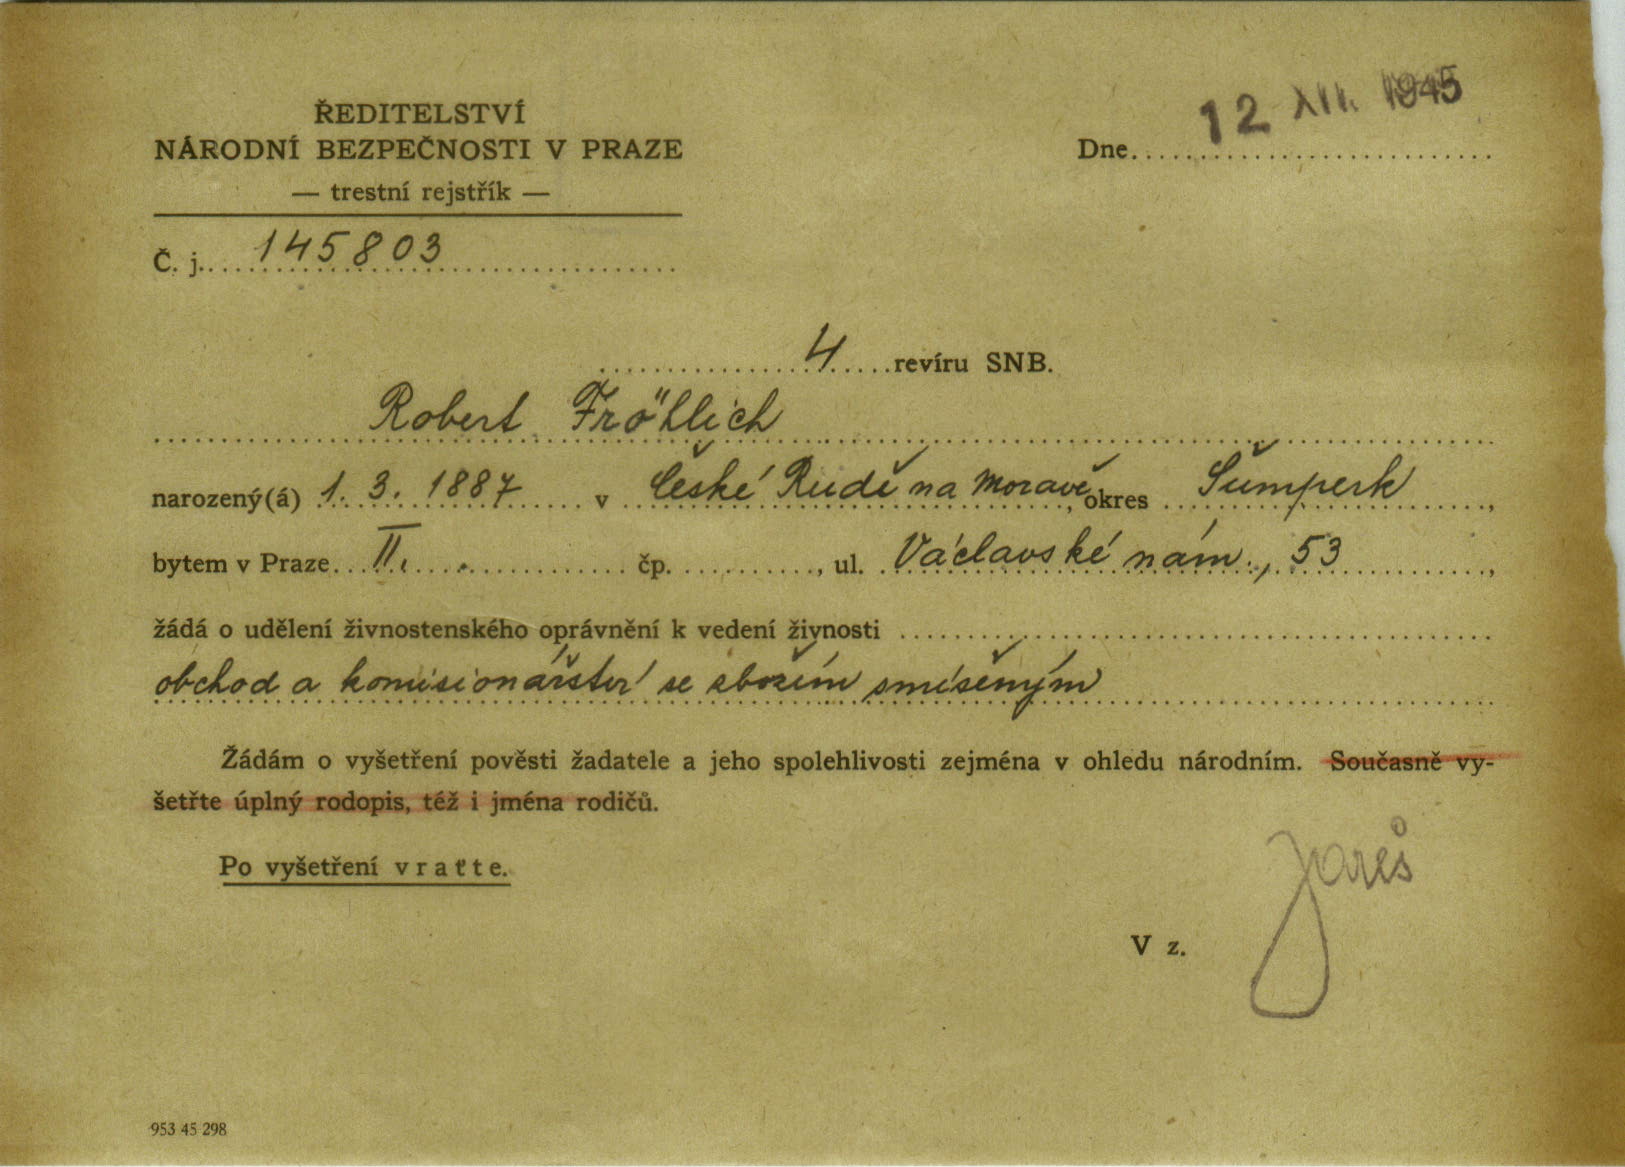 ŘEDITELSTVÍ
NÁRODNÍ BEZPEČNOSTI V PRAZE
— trestní rejstřík —
Dne 12 XII. 1945
Č. j. 145803
4 revíru SNB.
Robert Fröhlich
narozený(á) 1. 3. 1887 v České Rudě na Moravě, okres Šumperk,
bytem v Praze II. čp. , ul. Václavské nám., 53,
žádá o udělení živnostenského oprávnění k vedení živnosti
obchod a komisionářství se zbožím smíšeným
Žádám o vyšetření pověsti žadatele a jeho spolehlivosti zejména v ohledu národním. Současně vy-
šetřte úplný rodopis, též i jména rodičů.
Po vyšetření vraťte.
Jareš
V z.
953 45 298